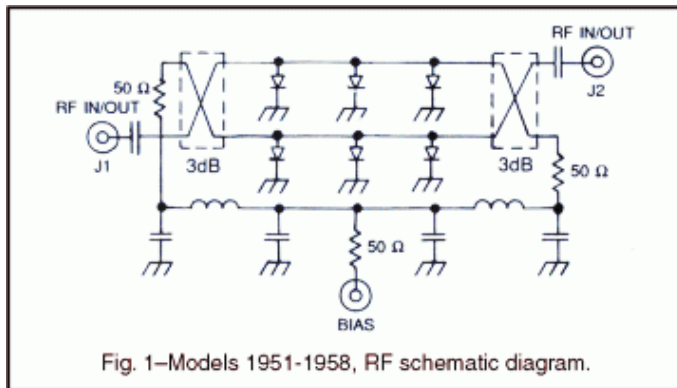 RF IN/OUT
J2
50 Ω
RF IN/OUT
J1
3dB
3dB
50 Ω
50 Ω
BIAS
Fig. 1–Models 1951-1958, RF schematic diagram.